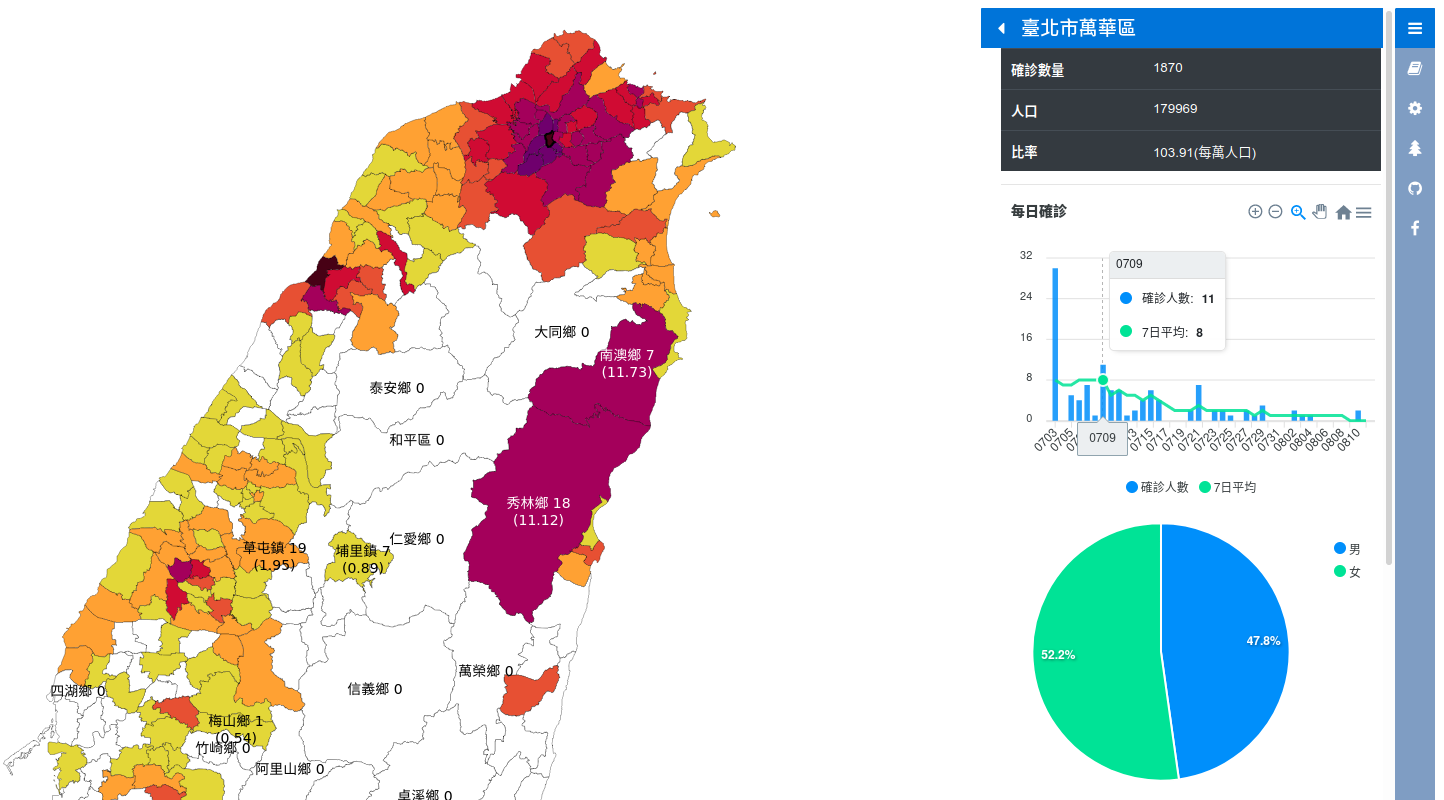 臺北市萬華區
確診數量 1870
人口 179969
比率 103.91(每萬人口)
每日確診
32
24
16
8
0
0709
確診人數: 11
7日平均: 8
0703
0705
0709
0715
0717
0719
0721
0723
0725
0727
0729
0731
0802
0804
0806
0808
0810
確診人數 7日平均
男
女
47.8%
52.2%
大同鄉 0
南澳鄉 7
(11.73)
泰安鄉 0
和平區 0
秀林鄉 18
(11.12)
仁愛鄉 0
草屯鎮 19
(1.95)
埔里鎮 7
(0.89)
萬榮鄉 0
信義鄉 0
四湖鄉 0
梅山鄉 1
(0.54)
竹崎鄉 0
阿里山鄉 0
卓溪鄉 0